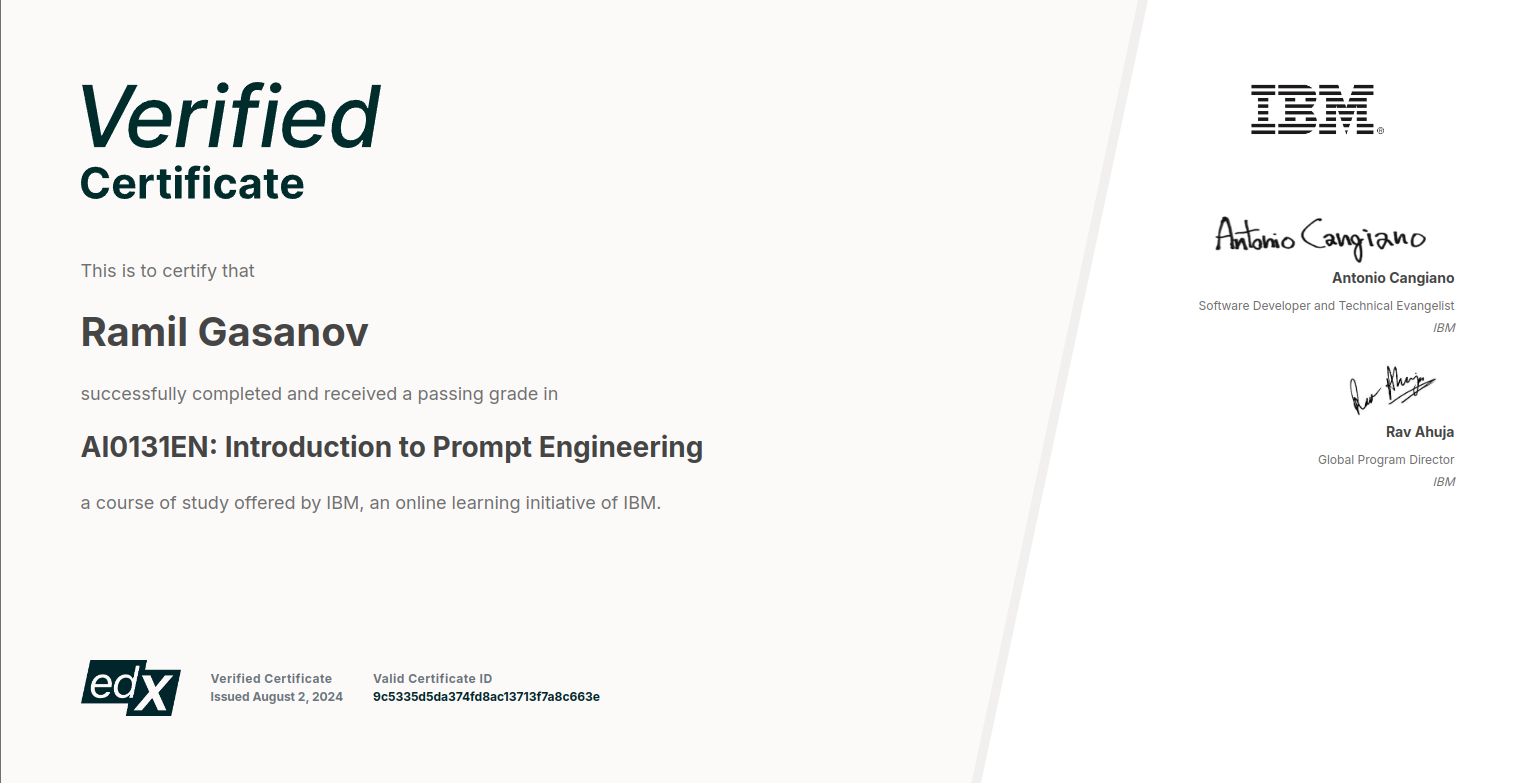 Verified
Certificate
This is to certify that
Ramil Gasanov
successfully completed and received a passing grade in
AI0131EN: Introduction to Prompt Engineering
a course of study offered by IBM, an online learning initiative of IBM.
edX
Verified Certificate
Issued August 2, 2024
Valid Certificate ID
9c5335d5da374fd8ac13713f7a8c663e
IBM®
Antonio Cangiano
Antonio Cangiano
Software Developer and Technical Evangelist
IBM
Rav Ahuja
Rav Ahuja
Global Program Director
IBM